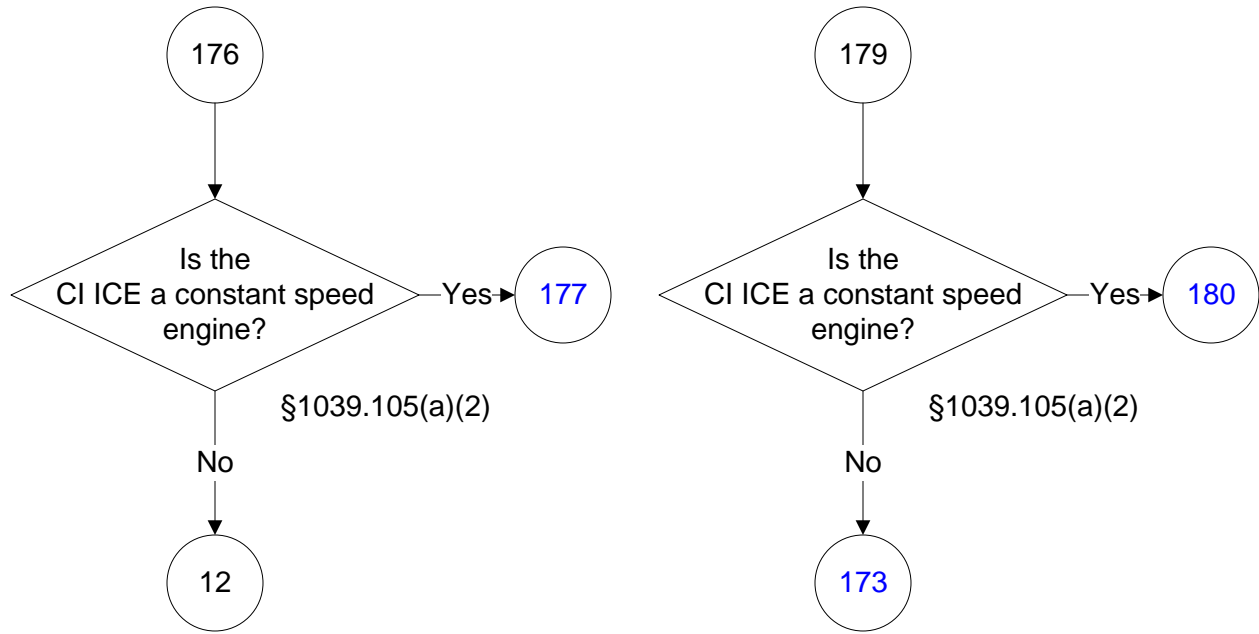 176
Is the
CI ICE a constant speed
engine?
Yes
177
§1039.105(a)(2)
No
12
179
Is the
CI ICE a constant speed
engine?
Yes
180
§1039.105(a)(2)
No
173